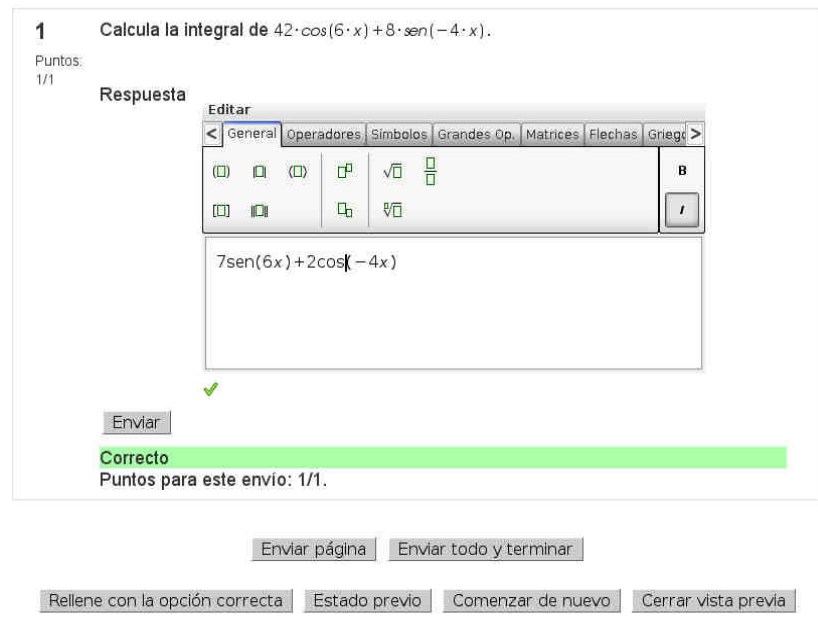 1 Calcula la integral de 42·cos(6·x)+8·sen(−4·x).
Puntos:
1/1
Respuesta
Editar
< General Operadores Símbolos Grandes Op. Matrices Flechas Griego >
B
I
7sen(6x)+2cos(−4x)
Enviar
Correcto
Puntos para este envío: 1/1.
Enviar página Enviar todo y terminar
Rellene con la opción correcta Estado previo Comenzar de nuevo Cerrar vista previa